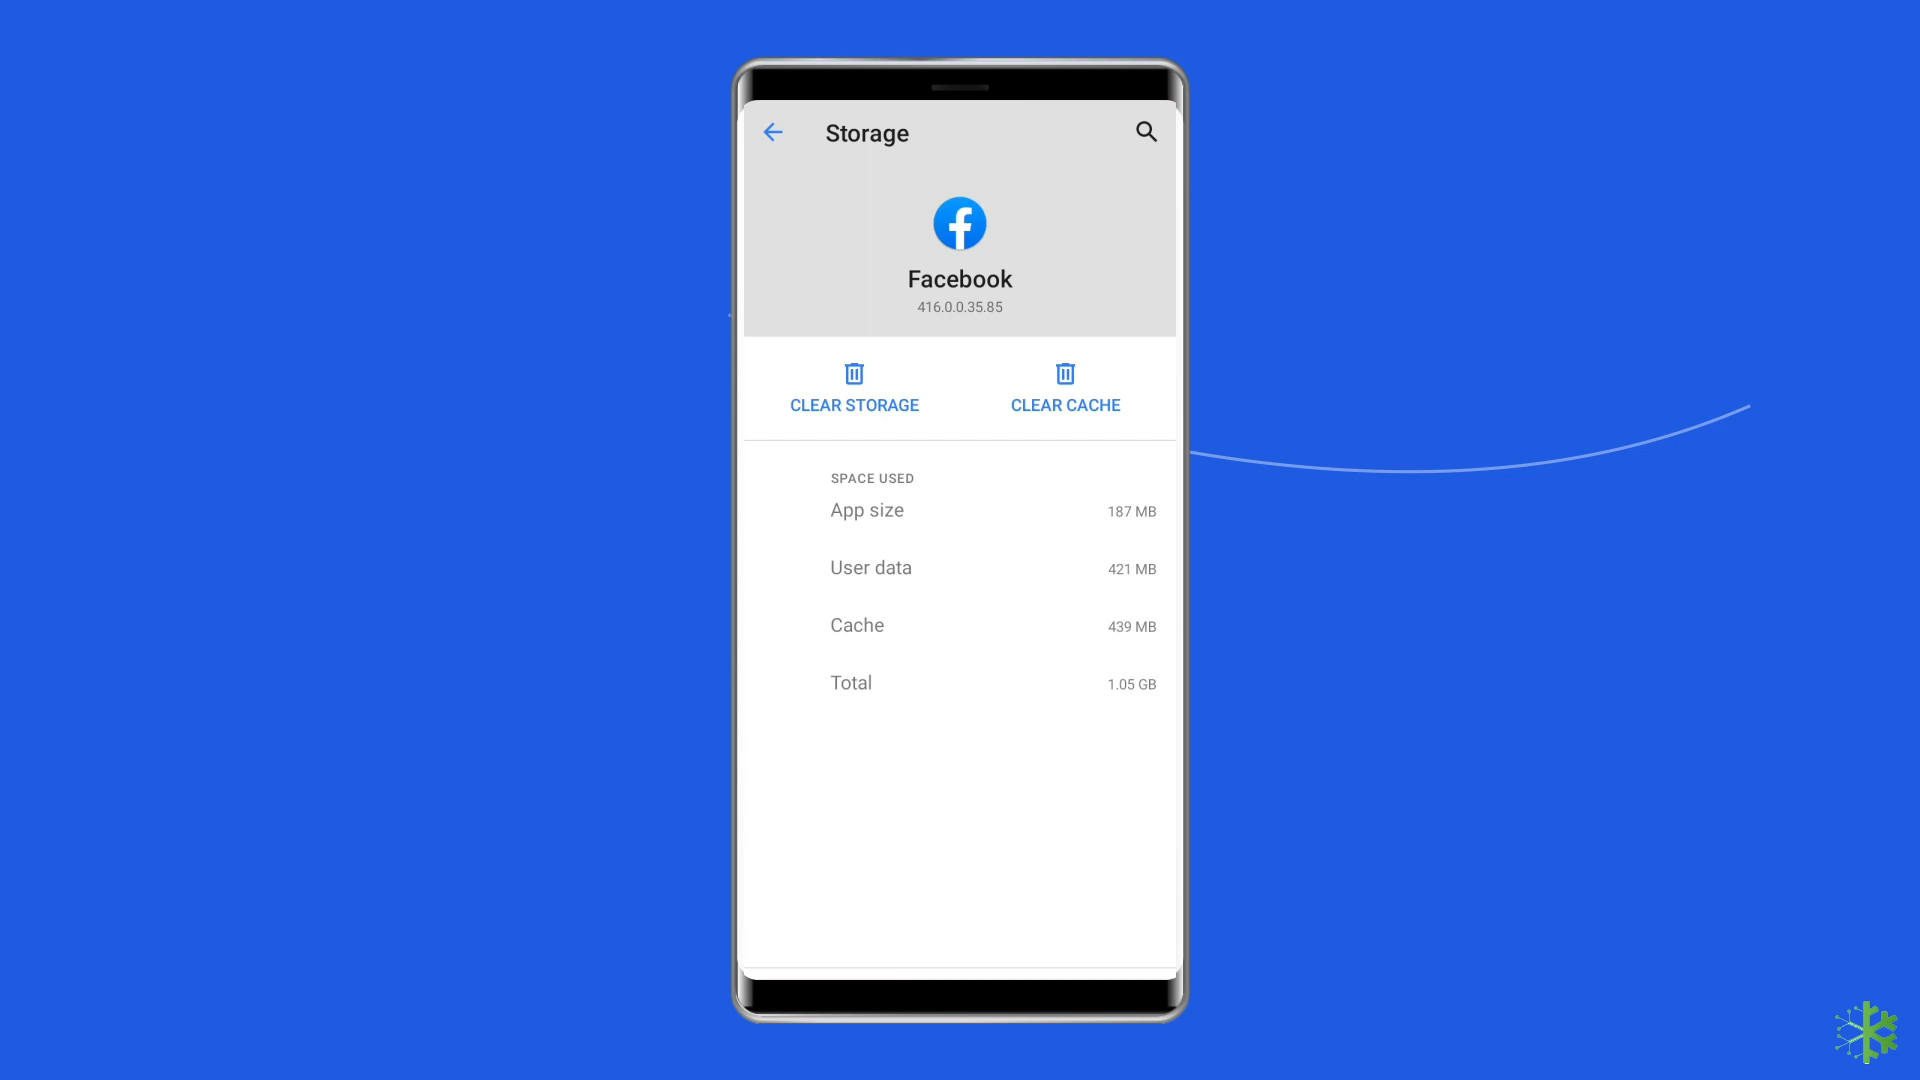 Storage
Facebook
416.0.0.35.85
CLEAR STORAGE
CLEAR CACHE
SPACE USED
App size 187 MB
User data 421 MB
Cache 439 MB
Total 1.05 GB